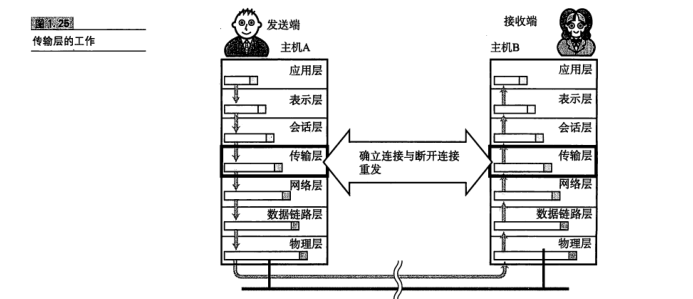 图1.25
传输层的工作
发送端
接收端
主机A
主机B
应用层
表示层
会话层
传输层
网络层
数据链路层
物理层
确立连接与断开连接
重发
应用层
表示层
会话层
传输层
网络层
数据链路层
物理层